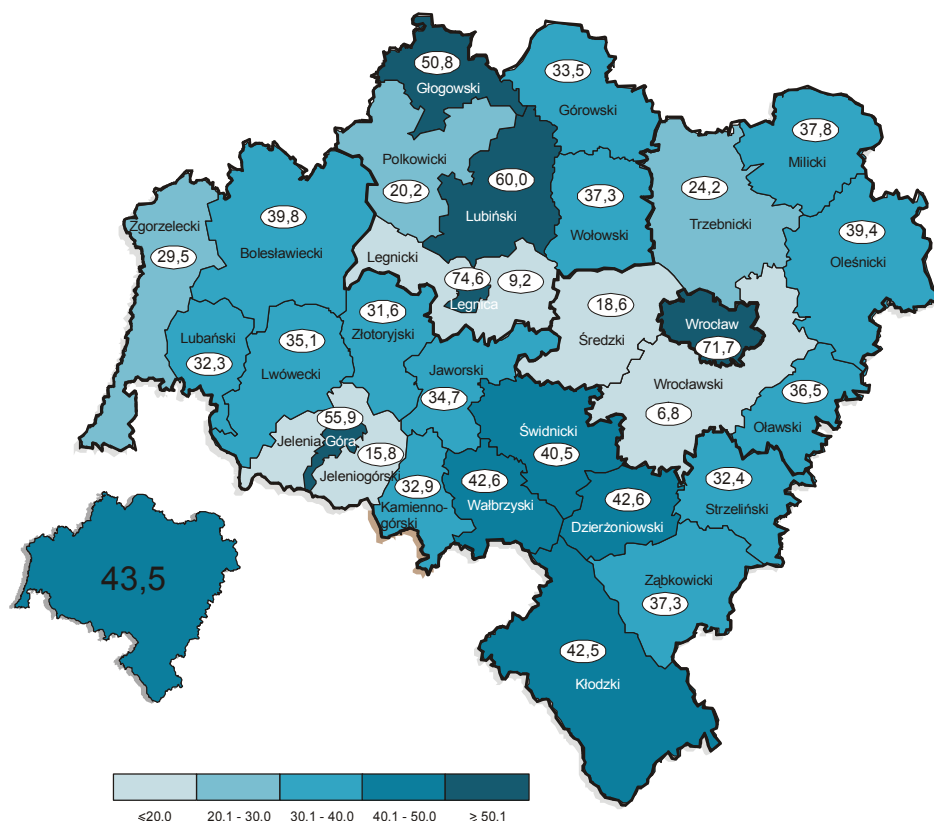 50,8
Głogowski
33,5
Górowski
37,8
Milicki
Polkowicki
20,2
60,0
Lubiński
37,3
Wołowski
24,2
Trzebnicki
39,4
Oleśnicki
Zgorzelecki
29,5
39,8
Bolesławiecki
Legnicki
74,6
Legnica
9,2
18,6
Średzki
Wrocław
71,7
Lubański
32,3
35,1
Lwówecki
31,6
Złotoryjski
Jaworski
34,7
Wrocławski
6,8
36,5
Oławski
55,9
Jelenia Góra
15,8
Jeleniogórski
Świdnicki
40,5
32,9
Kamienno-
górski
42,6
Wałbrzyski
42,6
Dzierżoniowski
32,4
Strzeliński
Ząbkowicki
37,3
43,5
42,5
Kłodzki
≤20.0
20.1 - 30.0
30.1 - 40.0
40.1 - 50.0
≥ 50.1